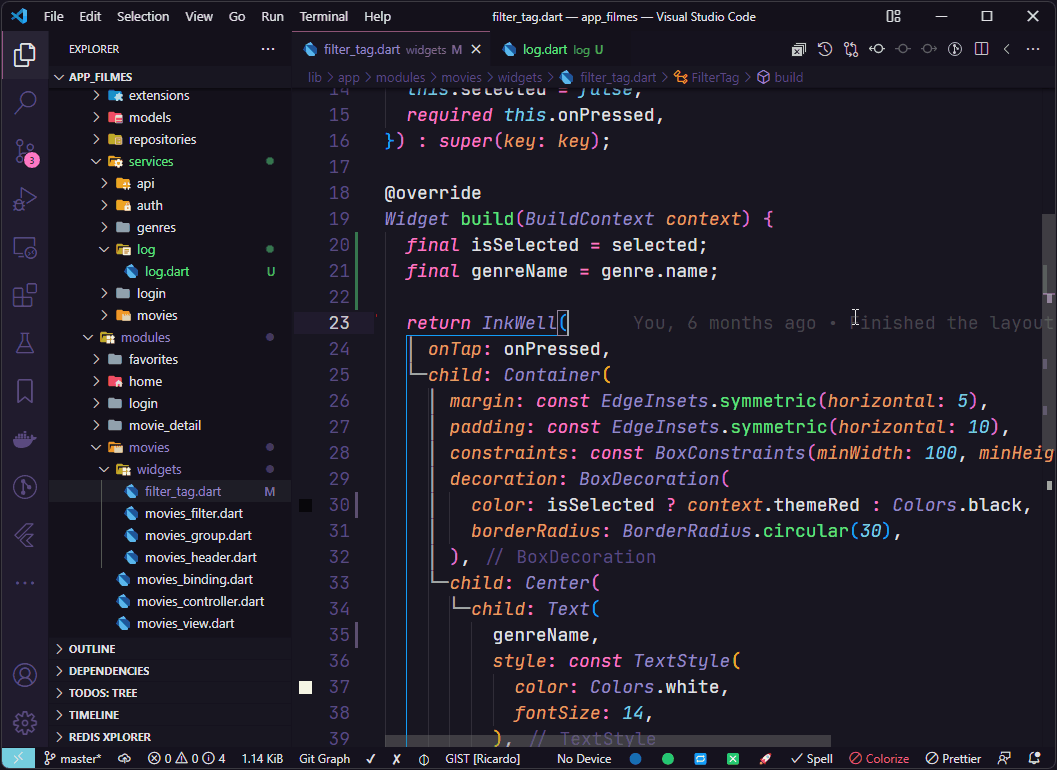 File Edit Selection View Go Run Terminal Help filter_tag.dart — app_filmes — Visual Studio Code
EXPLORER
APP_FILMES
extensions
models
repositories
services
api
auth
genres
log
log.dart U
login
movies
modules
favorites
home
login
movie_detail
movies
widgets
filter_tag.dart M
movies_filter.dart
movies_group.dart
movies_header.dart
movies_binding.dart
movies_controller.dart
movies_view.dart
OUTLINE
DEPENDENCIES
TODOS: TREE
TIMELINE
REDIS XPLORER
3
filter_tag.dart widgets M log.dart log U
lib > app > modules > movies > widgets > filter_tag.dart > FilterTag > build
14 this.selected = false,
15 required this.onPressed,
16 }) : super(key: key);
17
18 @override
19 Widget build(BuildContext context) {
20 final isSelected = selected;
21 final genreName = genre.name;
22
23 return InkWell( You, 6 months ago • Finished the layout
24 onTap: onPressed,
25 child: Container(
26 margin: const EdgeInsets.symmetric(horizontal: 5),
27 padding: const EdgeInsets.symmetric(horizontal: 10),
28 constraints: const BoxConstraints(minWidth: 100, minHeig
29 decoration: BoxDecoration(
30 color: isSelected ? context.themeRed : Colors.black,
31 borderRadius: BorderRadius.circular(30),
32 ), // BoxDecoration
33 child: Center(
34 child: Text(
35 genreName,
36 style: const TextStyle(
37 color: Colors.white,
38 fontSize: 14,
39 ), // TextStyle
master* 0 0 4 1.14 KiB Git Graph ✓ ✗ GIST [Ricardo] No Device Spell Colorize Prettier